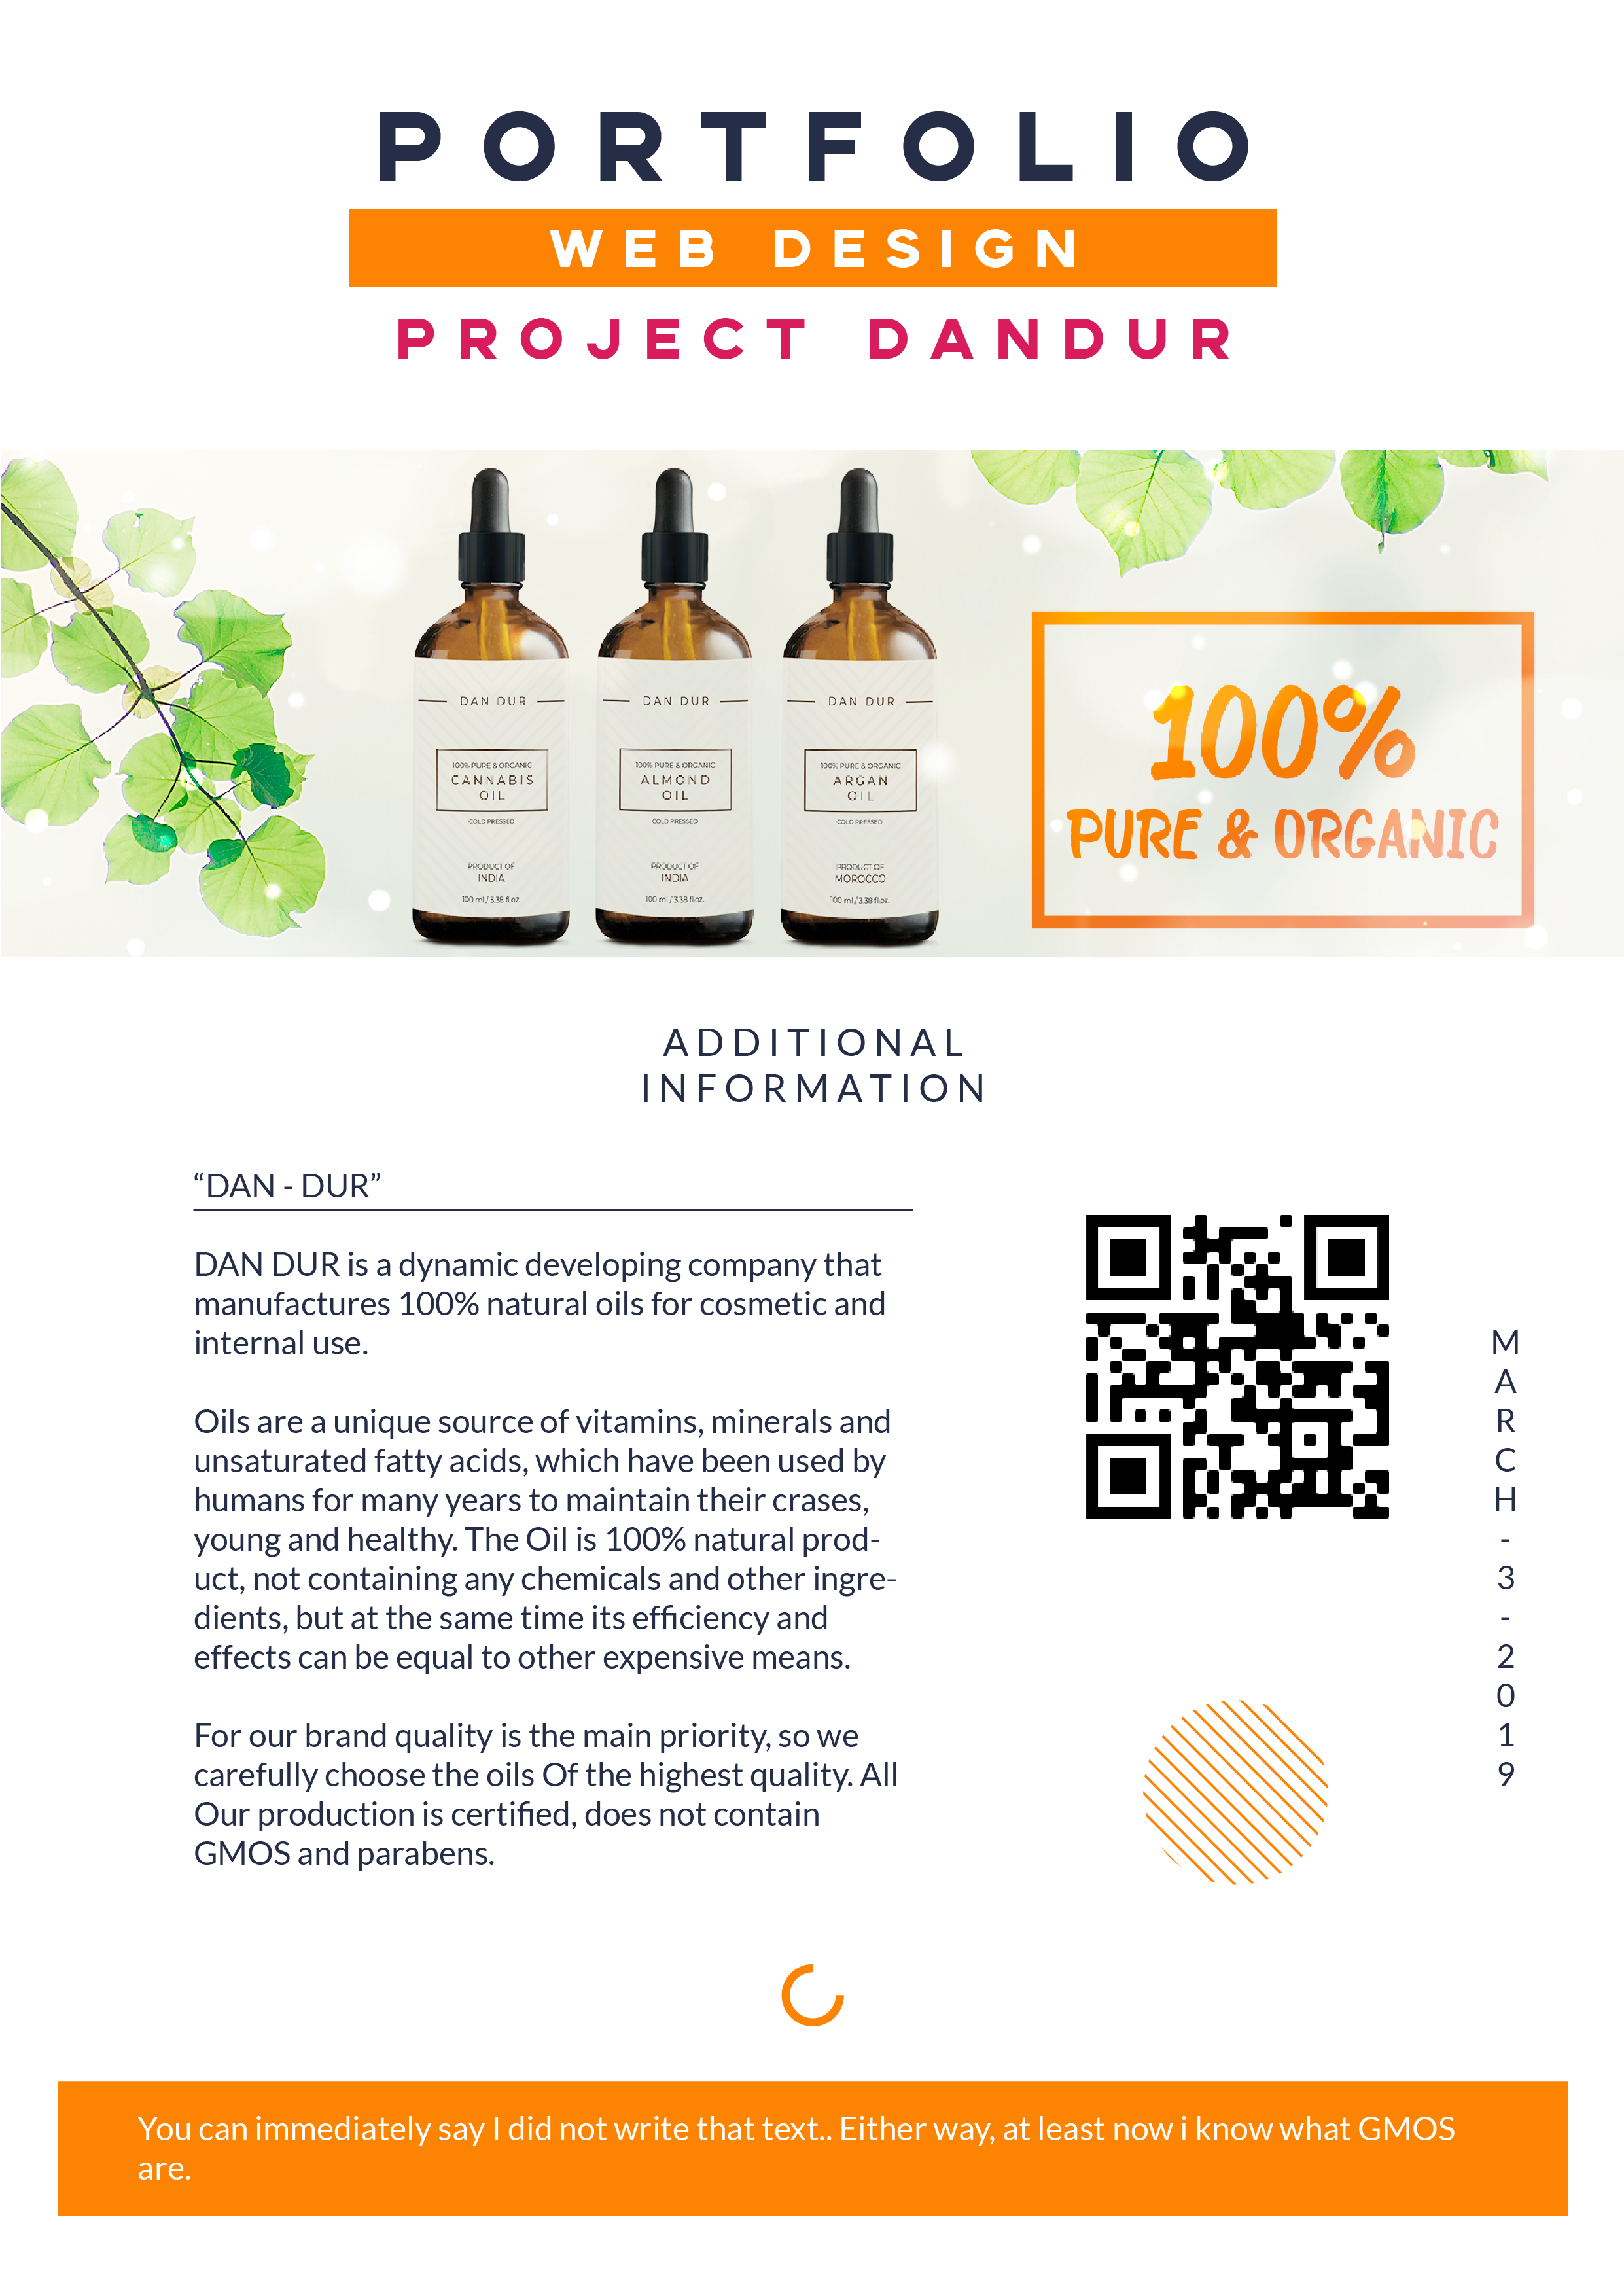 PORTFOLIO
WEB DESIGN
PROJECT DANDUR
DAN DUR
100% PURE & ORGANIC
CANNABIS
OIL
COLD PRESSED
PRODUCT OF
INDIA
100 ml / 3.38 fl.oz.
DAN DUR
100% PURE & ORGANIC
ALMOND
OIL
COLD PRESSED
PRODUCT OF
INDIA
100 ml / 3.38 fl.oz.
DAN DUR
100% PURE & ORGANIC
ARGAN
OIL
COLD PRESSED
PRODUCT OF
MOROCCO
100 ml / 3.38 fl.oz.
100%
PURE & ORGANIC
ADDITIONAL
INFORMATION
“DAN - DUR”
DAN DUR is a dynamic developing company that
manufactures 100% natural oils for cosmetic and
internal use.
Oils are a unique source of vitamins, minerals and
unsaturated fatty acids, which have been used by
humans for many years to maintain their crases,
young and healthy. The Oil is 100% natural prod-
uct, not containing any chemicals and other ingre-
dients, but at the same time its efficiency and
effects can be equal to other expensive means.
For our brand quality is the main priority, so we
carefully choose the oils Of the highest quality. All
Our production is certified, does not contain
GMOS and parabens.
MARCH-3-2019
You can immediately say I did not write that text.. Either way, at least now i know what GMOS
are.